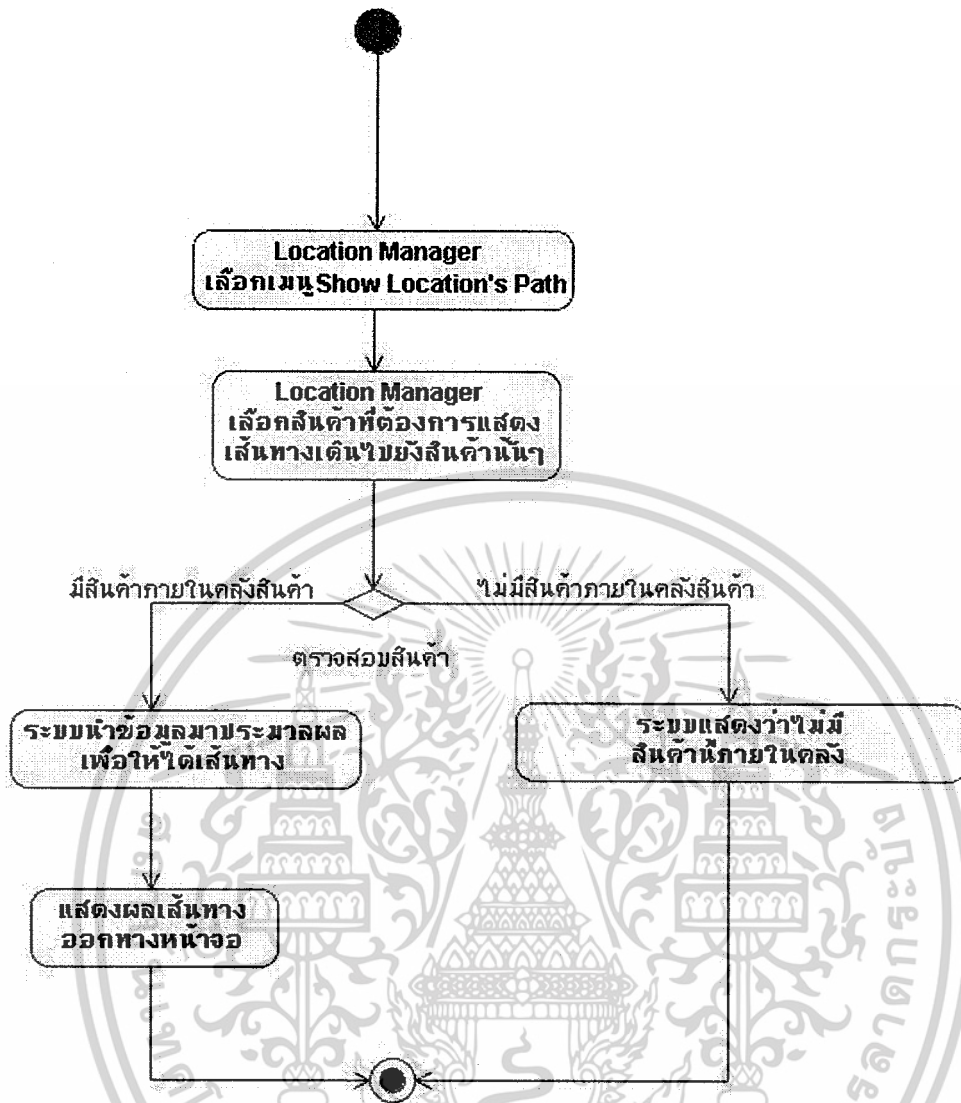 Location Manager
เลือกเมนู Show Location's Path
Location Manager
เลือกสินค้าที่ต้องการแสดง
เส้นทางเดินไปยังสินค้านั้นๆ
มีสินค้าภายในคลังสินค้า
ไม่มีสินค้าภายในคลังสินค้า
ตรวจสอบสินค้า
ระบบนำข้อมูลมาประมวลผล
เพื่อให้ได้เส้นทาง
ระบบแสดงว่าไม่มี
สินค้านี้ภายในคลัง
แสดงผลเส้นทาง
ออกทางหน้าจอ